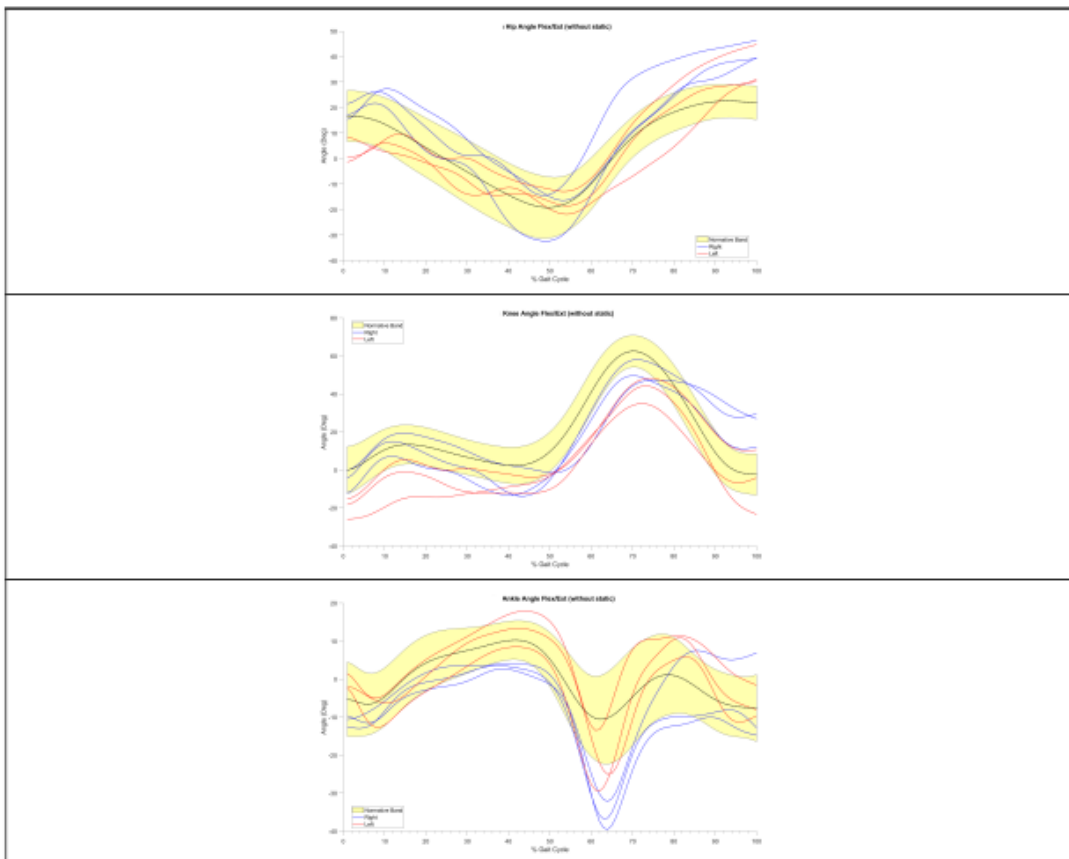 Hip Angle Flex/Ext (without static)
50
40
30
20
10
0
-10
-20
-30
-40
Angle (Deg)
0 10 20 30 40 50 60 70 80 90 100
% Gait Cycle
Normative Band
Right
Left
Knee Angle Flex/Ext (without static)
Normative Band
Right
Left
80
60
40
20
0
-20
-40
Angle (Deg)
0 10 20 30 40 50 60 70 80 90 100
% Gait Cycle
Ankle Angle Flex/Ext (without static)
20
10
0
-10
-20
-30
-40
Angle (Deg)
Normative Band
Right
Left
0 10 20 30 40 50 60 70 80 90 100
% Gait Cycle